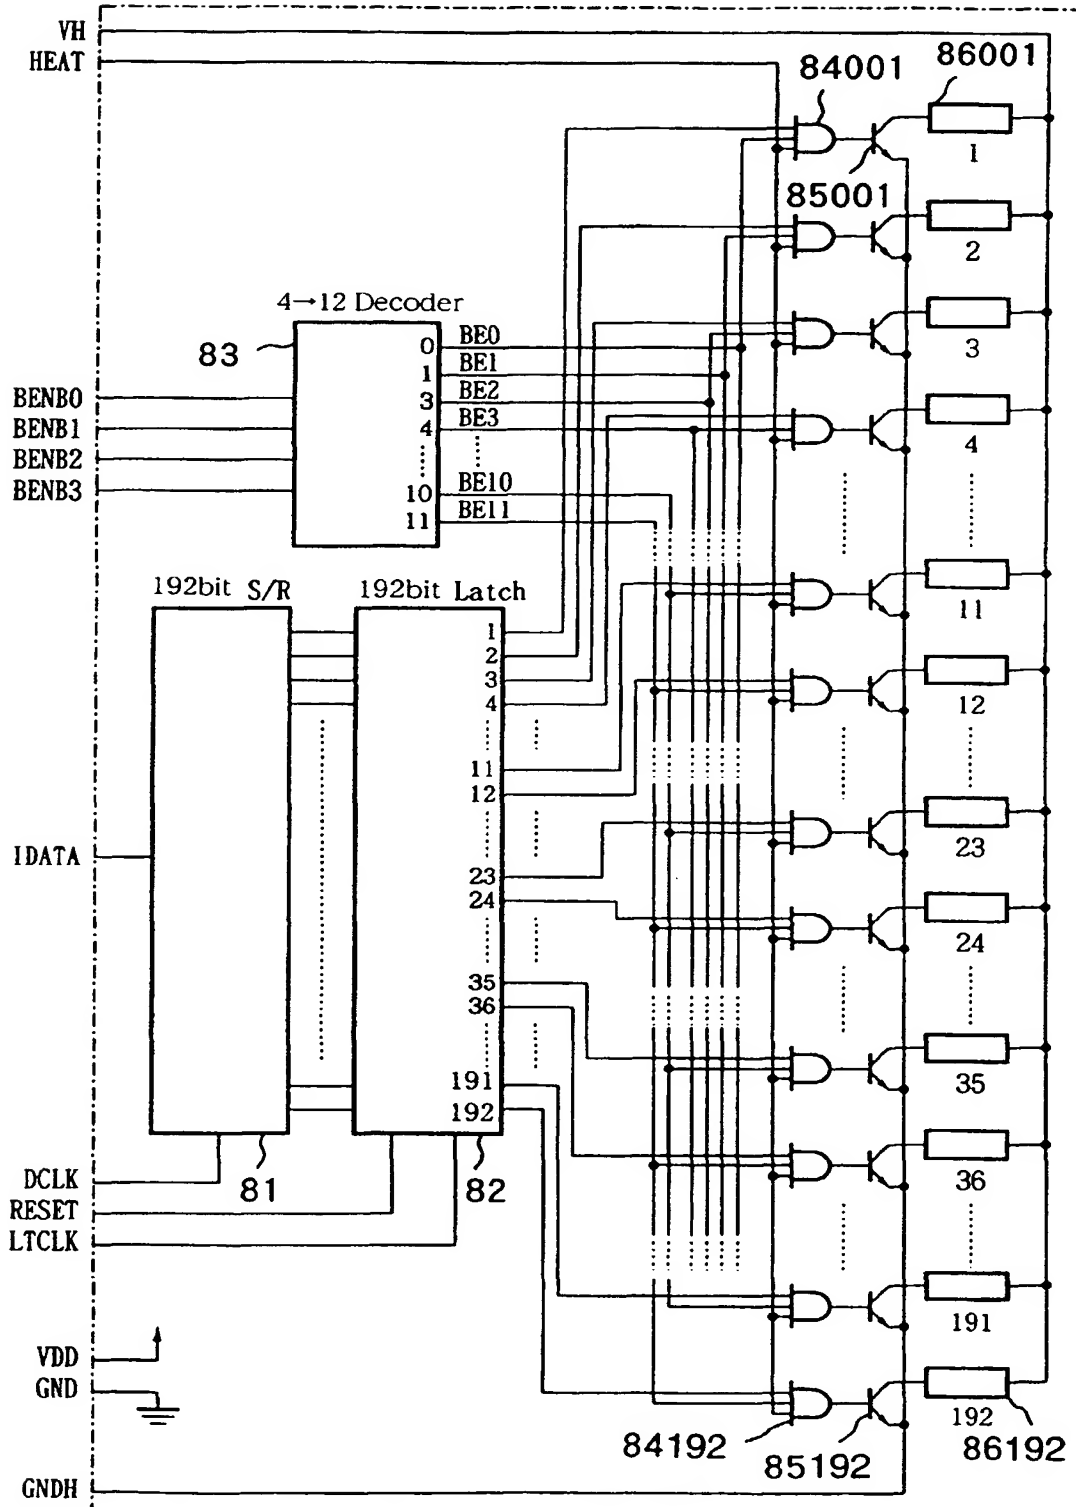 VH
HEAT
84001
86001
1
85001
2
4→12 Decoder
83
0 BE0
1 BE1
3 BE2
4 BE3
10 BE10
11 BE11
BENB0
BENB1
BENB2
BENB3
3
4
192bit S/R
192bit Latch
1
2
3
4
11
12
23
24
35
36
191
192
11
12
IDATA
23
24
35
36
DCLK
RESET
LTCLK
81
82
191
VDD
GND
192
84192
85192
86192
GNDH